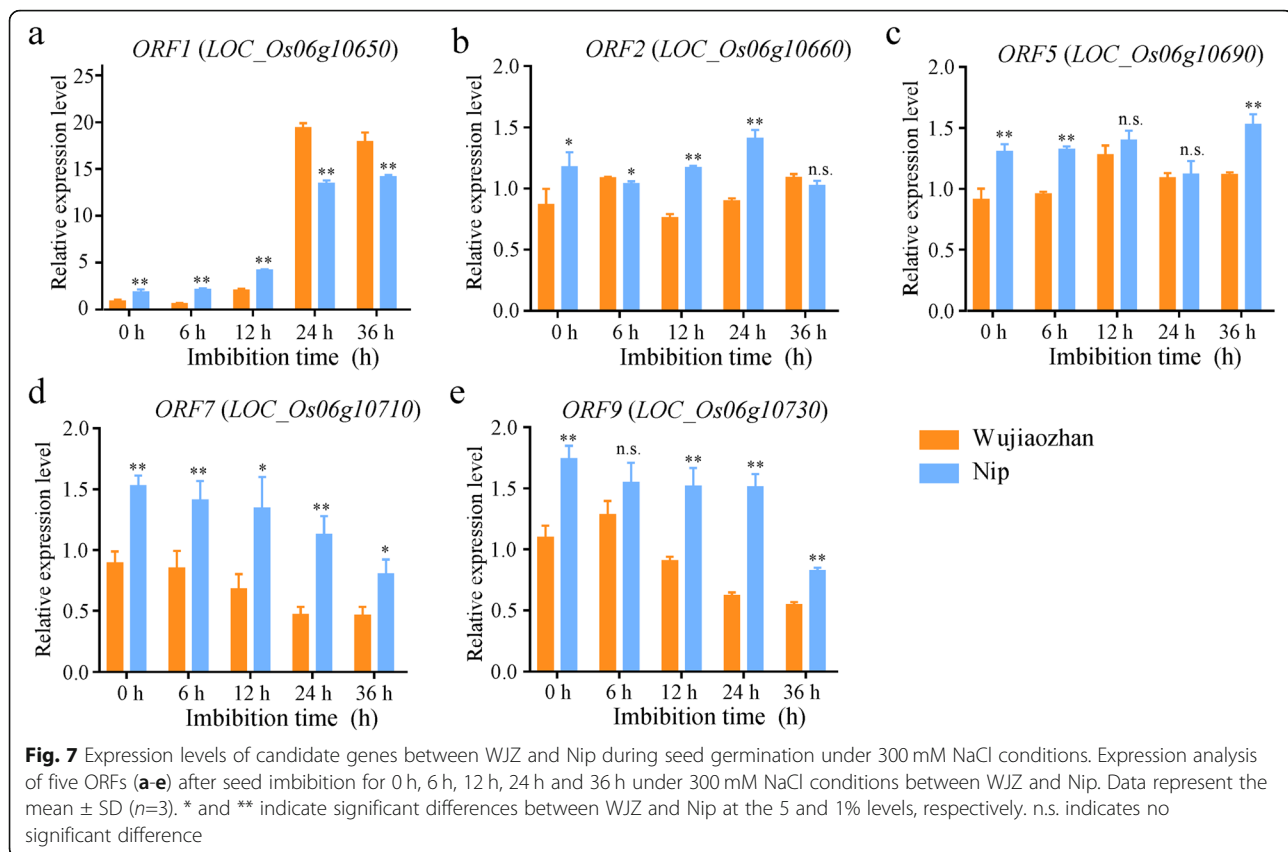 a
ORF1 (LOC_Os06g10650)
Relative expression level
25
20
15
10
5
0
** ** ** ** **
0 h 6 h 12 h 24 h 36 h
Imbibition time (h)
b
ORF2 (LOC_Os06g10660)
Relative expression level
2.0
1.5
1.0
0.5
0.0
* * ** ** n.s.
0 h 6 h 12 h 24 h 36 h
Imbibition time (h)
c
ORF5 (LOC_Os06g10690)
Relative expression level
2.0
1.5
1.0
0.5
0.0
** ** n.s. n.s. **
0 h 6 h 12 h 24 h 36 h
Imbibition time (h)
d
ORF7 (LOC_Os06g10710)
Relative expression level
2.0
1.5
1.0
0.5
0.0
** ** * ** *
0 h 6 h 12 h 24 h 36 h
Imbibition time (h)
e
ORF9 (LOC_Os06g10730)
Relative expression level
2.0
1.5
1.0
0.5
0.0
** n.s. ** ** **
0 h 6 h 12 h 24 h 36 h
Imbibition time (h)
Wujiaozhan
Nip
Fig. 7 Expression levels of candidate genes between WJZ and Nip during seed germination under 300 mM NaCl conditions. Expression analysis
of five ORFs (a-e) after seed imbibition for 0 h, 6 h, 12 h, 24 h and 36 h under 300 mM NaCl conditions between WJZ and Nip. Data represent the
mean ± SD (n=3). * and ** indicate significant differences between WJZ and Nip at the 5 and 1% levels, respectively. n.s. indicates no
significant difference